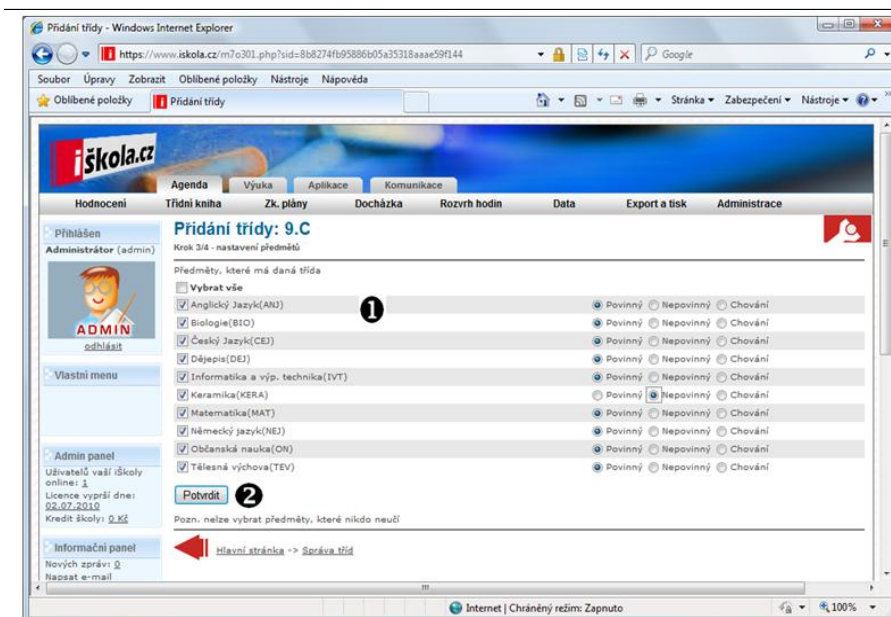 Přidání třídy - Windows Internet Explorer
https://www.iskola.cz/m7o301.php?sid=8b8274fb95886b05a35318aaae59f144
Google
Soubor Úpravy Zobrazit Oblíbené položky Nástroje Nápověda
Oblíbené položky Přidání třídy Stránka Zabezpečení Nástroje
iškola.cz
Agenda Výuka Aplikace Komunikace
Hodnocení Třídní kniha Zk. plány Docházka Rozvrh hodin Data Export a tisk Administrace
Přihlášen
Administrátor (admin)
ADMIN
odhlásit
Vlastní menu
Admin panel
Uživatelů vaší iŠkoly
online: 1
Licence vyprší dne:
02.07.2010
Kredit školy: 0 Kč
Informační panel
Nových zpráv: 0
Napsat e-mail
Přidání třídy: 9.C
Krok 3/4 - nastavení předmětů
Předměty, které má daná třída
Vybrat vše
Anglický Jazyk(ANJ) 1 Povinný Nepovinný Chování
Biologie(BIO) Povinný Nepovinný Chování
Český Jazyk(CEJ) Povinný Nepovinný Chování
Dějepis(DEJ) Povinný Nepovinný Chování
Informatika a výp. technika(IVT) Povinný Nepovinný Chování
Keramika(KERA) Povinný Nepovinný Chování
Matematika(MAT) Povinný Nepovinný Chování
Německý jazyk(NEJ) Povinný Nepovinný Chování
Občanská nauka(ON) Povinný Nepovinný Chování
Tělesná výchova(TEV) Povinný Nepovinný Chování
Potvrdit 2
Pozn. nelze vybrat předměty, které nikdo neučí
Hlavní stránka -> Správa tříd
Internet | Chráněný režim: Zapnuto 100%